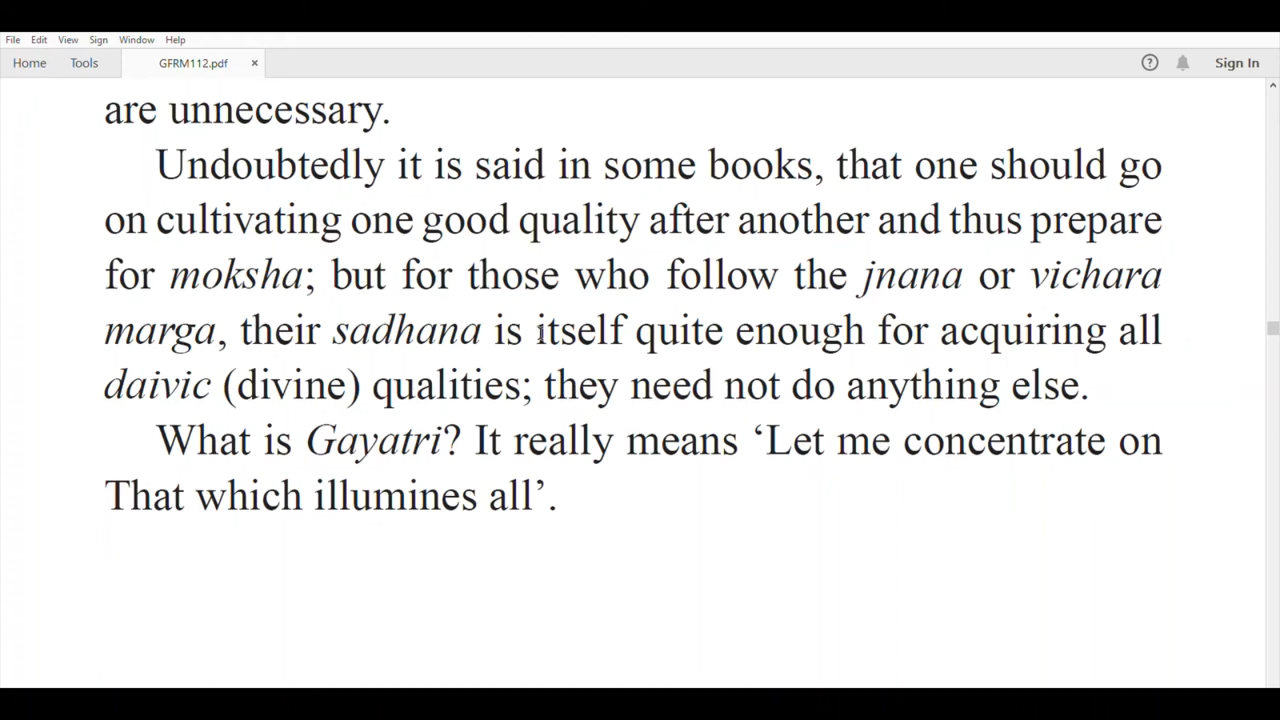 File Edit View Sign Window Help
Home Tools GFRM112.pdf × ? Sign In
are unnecessary.
Undoubtedly it is said in some books, that one should go
on cultivating one good quality after another and thus prepare
for moksha; but for those who follow the jnana or vichara
marga, their sadhana is itself quite enough for acquiring all
daivic (divine) qualities; they need not do anything else.
What is Gayatri? It really means ‘Let me concentrate on
That which illumines all’.